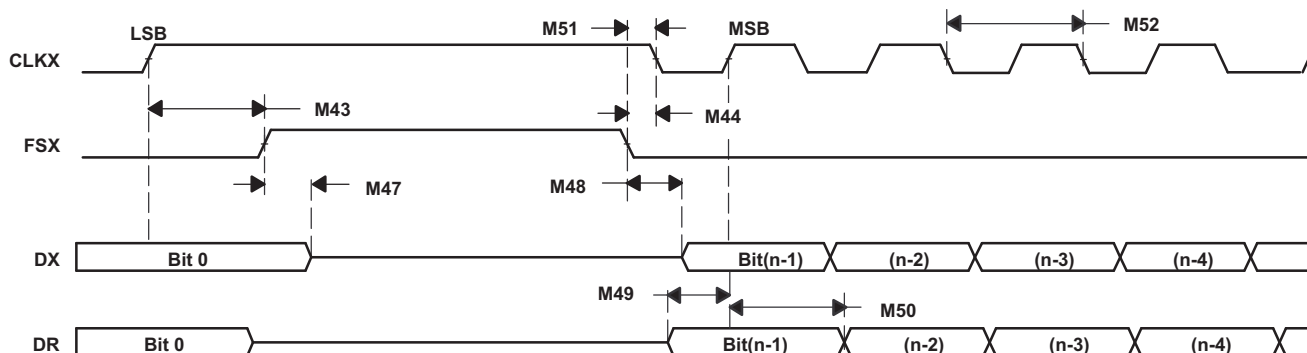 LSB M51 MSB M52
CLKX
M43 M44
FSX
M47 M48
DX Bit 0 Bit(n-1) (n-2) (n-3) (n-4)
M49 M50
DR Bit 0 Bit(n-1) (n-2) (n-3) (n-4)